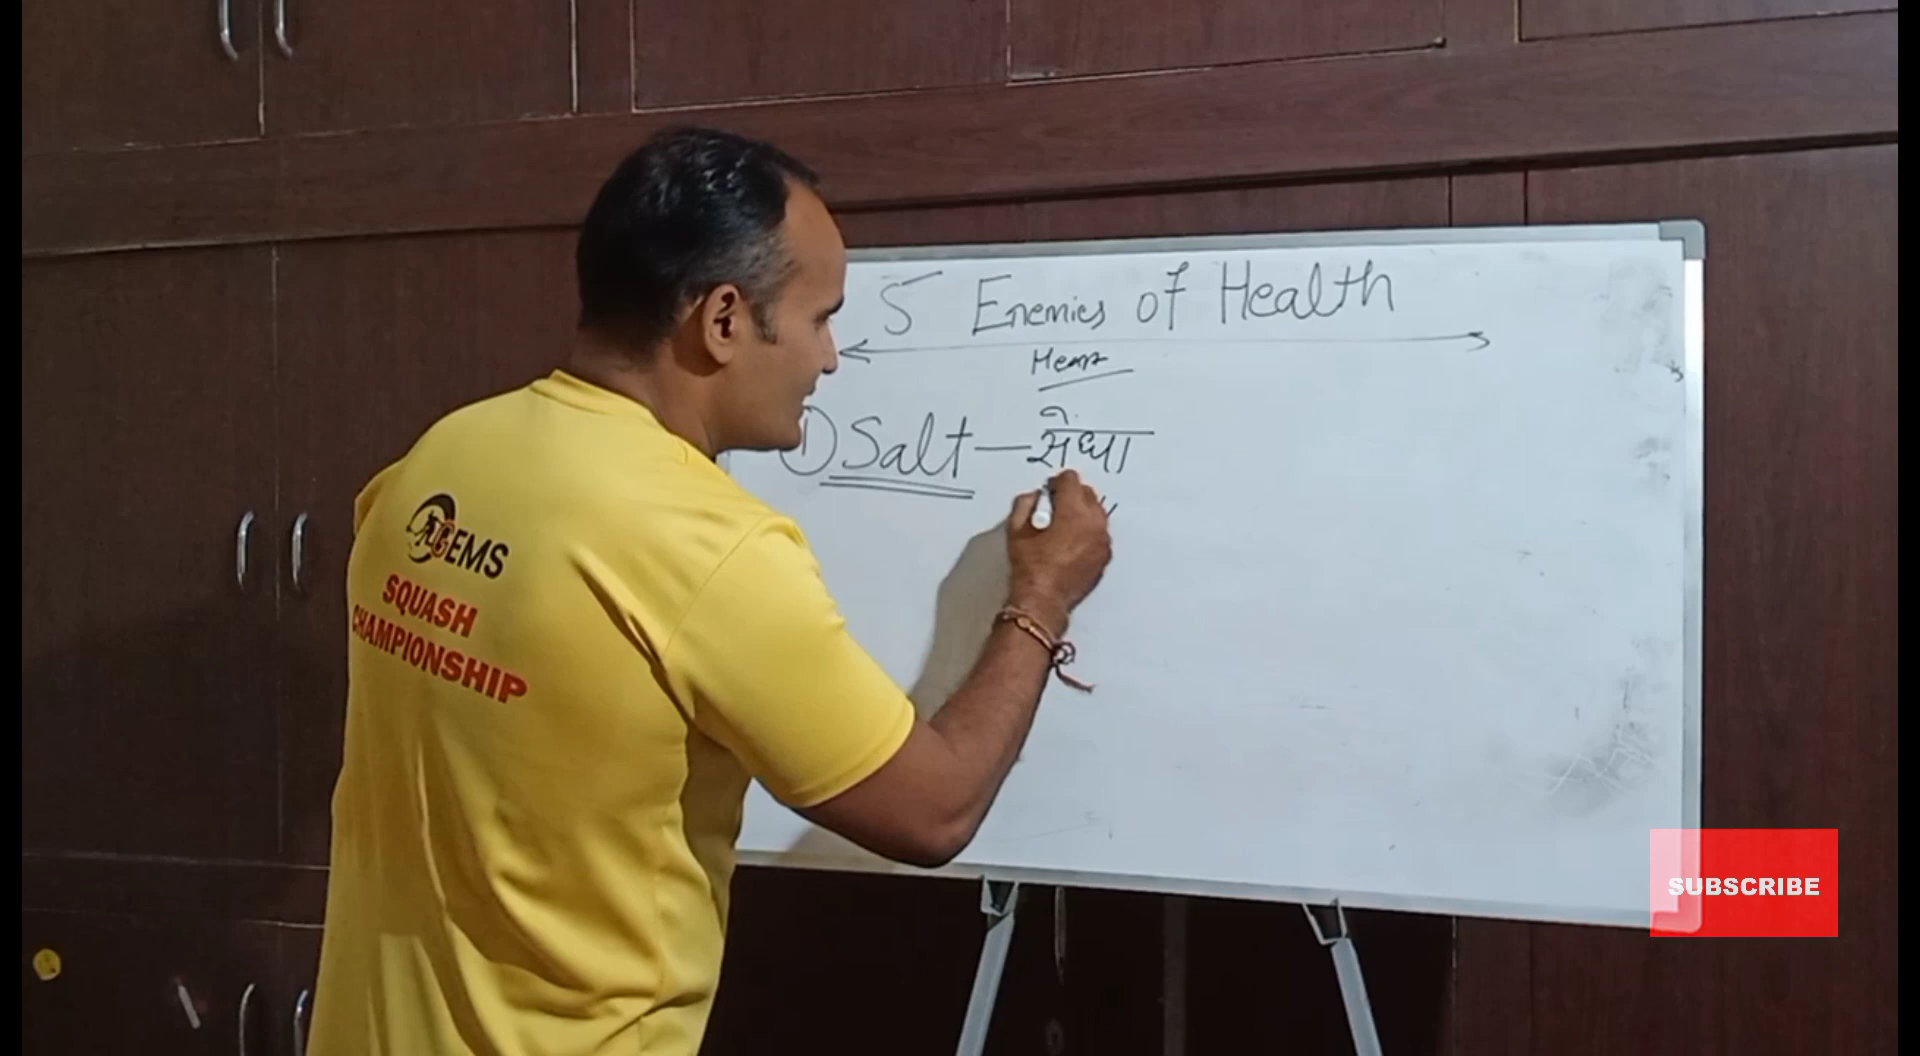 5 Enemies of Health
Heart
① Salt — सेंधा
GEMS
SQUASH
CHAMPIONSHIP
SUBSCRIBE